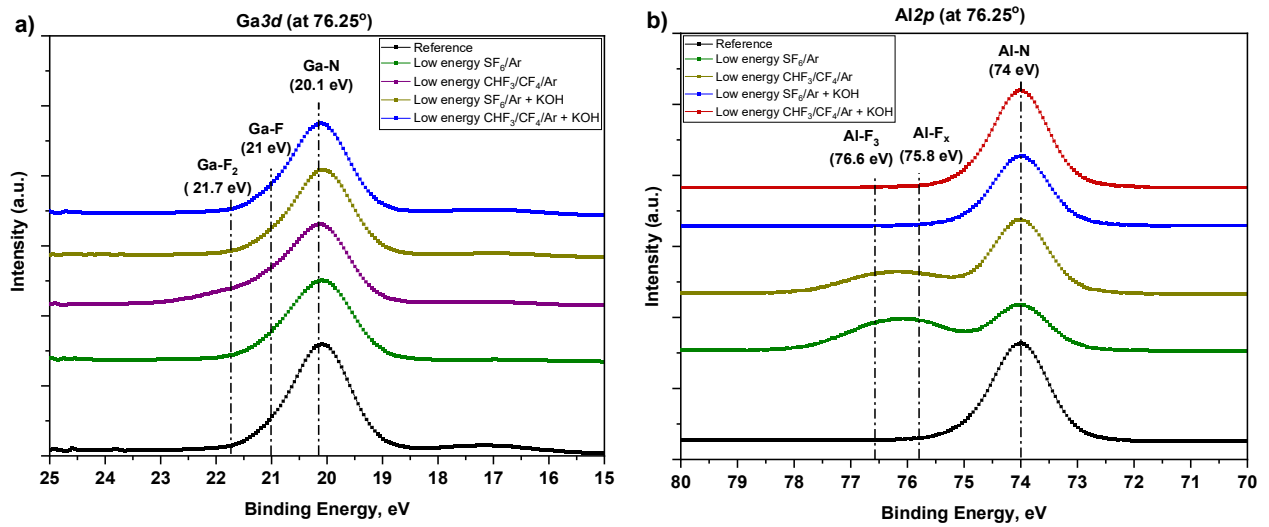 a)
Ga3d (at 76.25°)
Reference
Low energy SF₆/Ar
Low energy CHF₃/CF₄/Ar
Low energy SF₆/Ar + KOH
Low energy CHF₃/CF₄/Ar + KOH
Ga-N
(20.1 eV)
Ga-F
(21 eV)
Ga-F₂
( 21.7 eV)
Intensity (a.u.)
25 24 23 22 21 20 19 18 17 16 15
Binding Energy, eV
b)
Al2p (at 76.25°)
Reference
Low energy SF₆/Ar
Low energy CHF₃/CF₄/Ar
Low energy SF₆/Ar + KOH
Low energy CHF₃/CF₄/Ar + KOH
Al-N
(74 eV)
Al-F₃
(76.6 eV)
Al-Fₓ
(75.8 eV)
Intensity (a.u.)
80 79 78 77 76 75 74 73 72 71 70
Binding Energy, eV